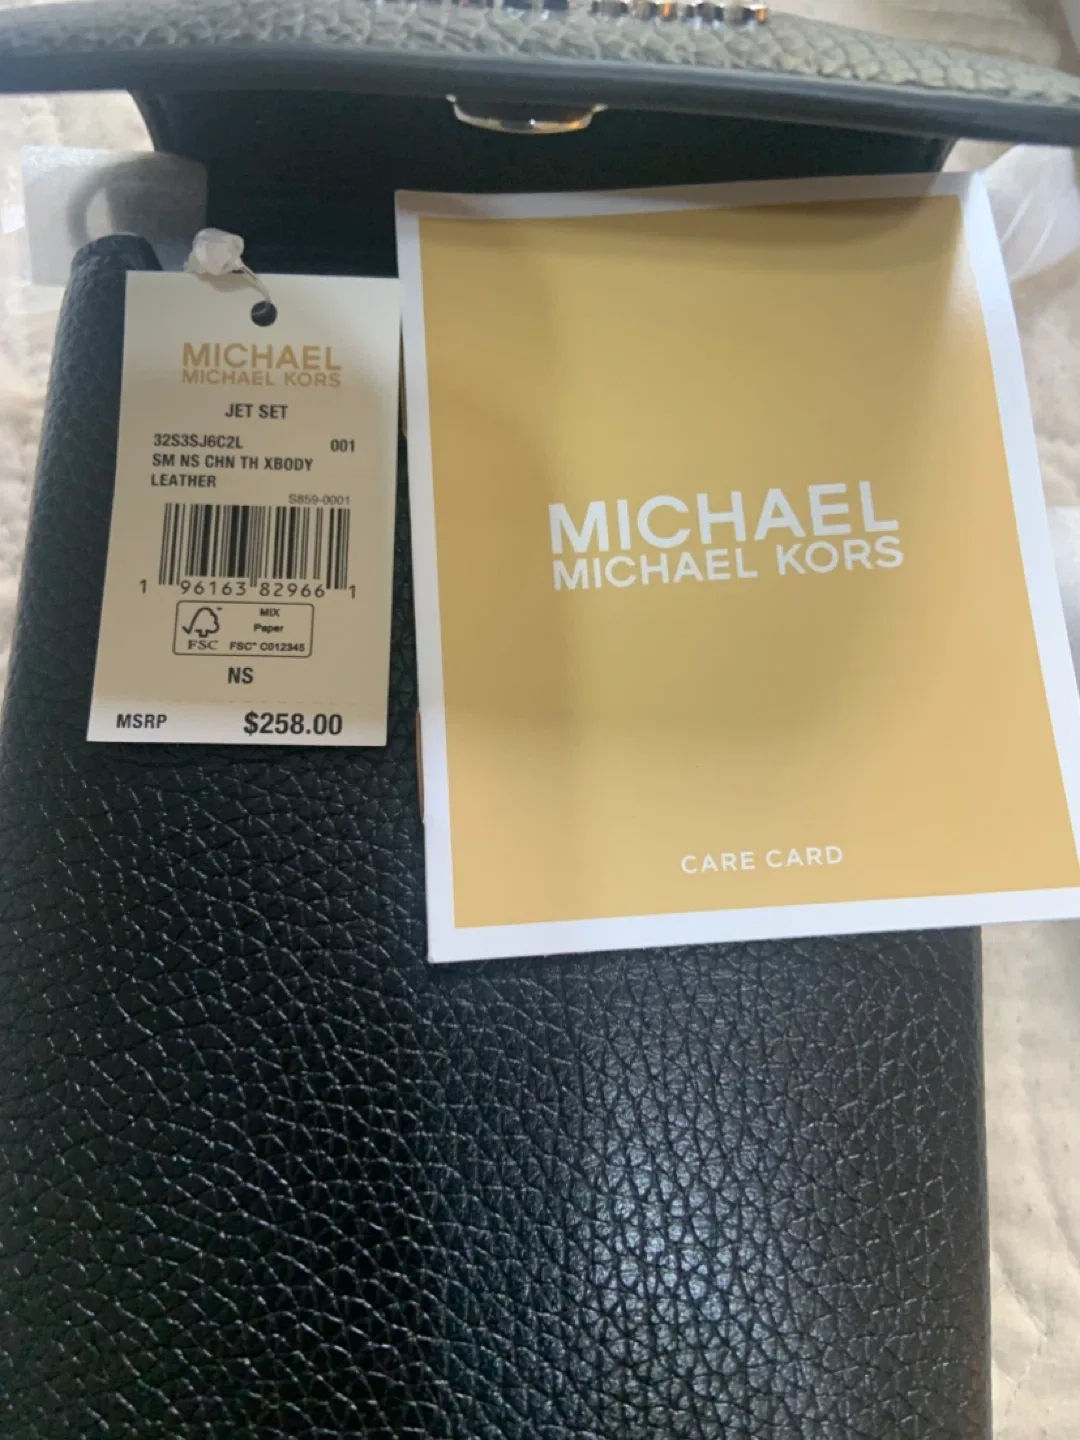 MICHAEL
MICHAEL KORS
JET SET
32S3SJ6C2L 001
SM NS CHN TH XBODY
LEATHER
S859-0001
1 96163 82966 1
MIX
Paper
FSC FSC™ C012345
NS
MSRP $258.00
MICHAEL
MICHAEL KORS
CARE CARD